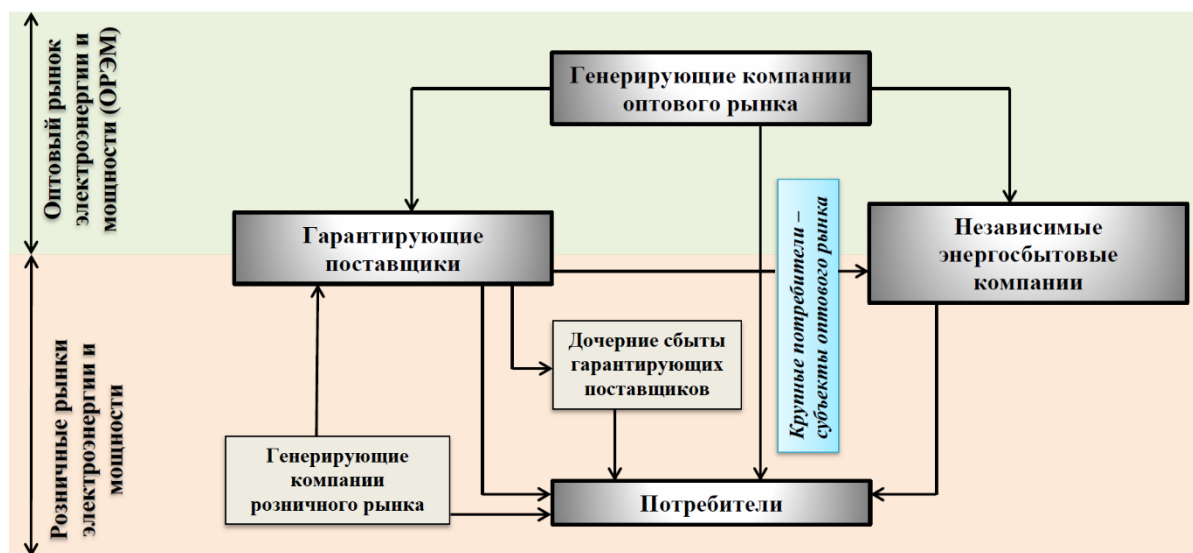 Оптовый рынок
электроэнергии и
мощности (ОРЭМ)
Генерирующие компании
оптового рынка
Гарантирующие
поставщики
Крупные потребители –
субъекты оптового рынка
Независимые
энергосбытовые
компании
Розничные рынки
электроэнергии и
мощности
Дочерние сбыты
гарантирующих
поставщиков
Генерирующие
компании
розничного рынка
Потребители